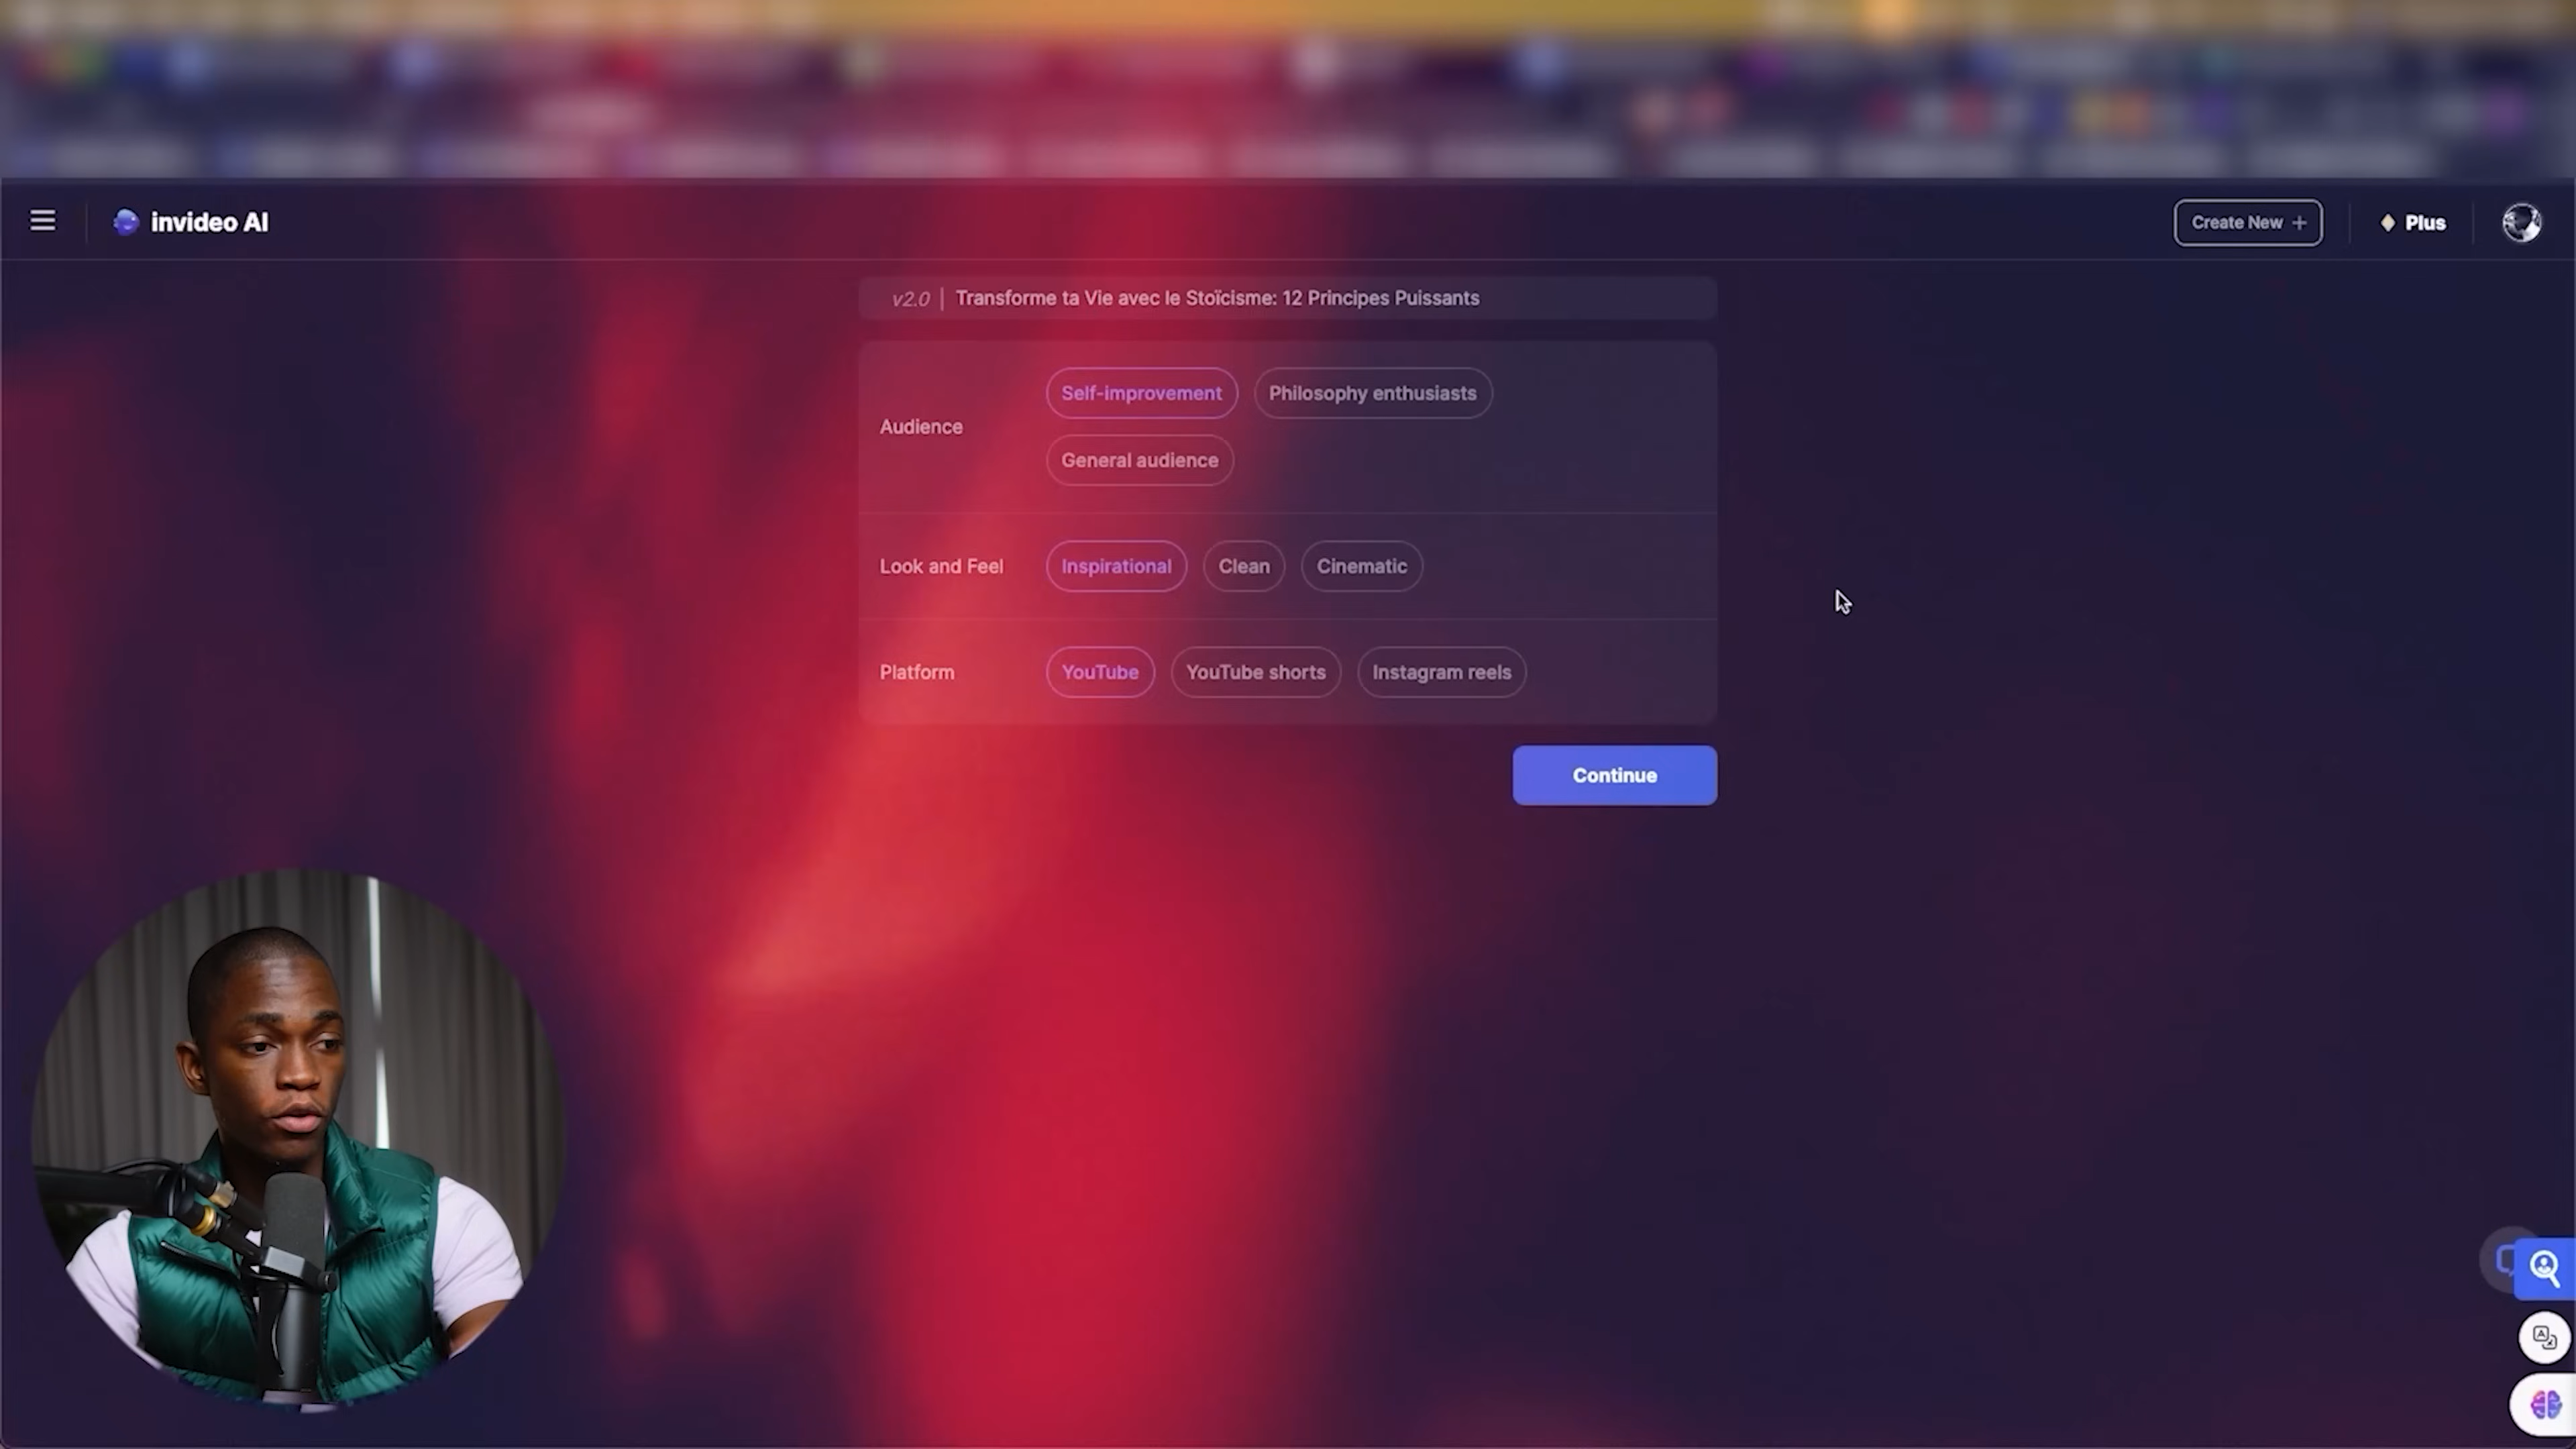 invideo AI
Create New +
Plus
v2.0 | Transforme ta Vie avec le Stoïcisme: 12 Principes Puissants
Audience
Self-improvement
Philosophy enthusiasts
General audience
Look and Feel
Inspirational
Clean
Cinematic
Platform
YouTube
YouTube shorts
Instagram reels
Continue